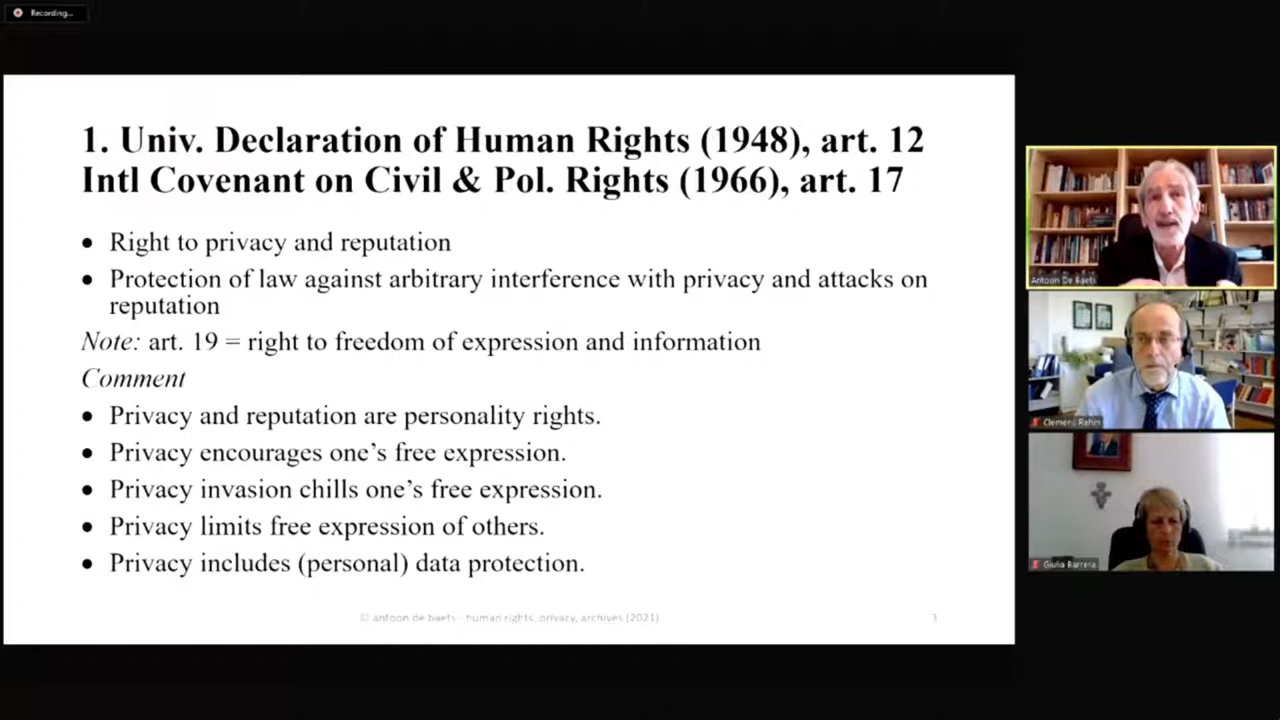 Recording...
1. Univ. Declaration of Human Rights (1948), art. 12
Intl Covenant on Civil & Pol. Rights (1966), art. 17
• Right to privacy and reputation
• Protection of law against arbitrary interference with privacy and attacks on
reputation
Note: art. 19 = right to freedom of expression and information
Comment
• Privacy and reputation are personality rights.
• Privacy encourages one’s free expression.
• Privacy invasion chills one’s free expression.
• Privacy limits free expression of others.
• Privacy includes (personal) data protection.
© antoon de baets - human rights, privacy, archives (2021)
3
Antoon De Baets
Clemens Rehm
Giulia Barrera